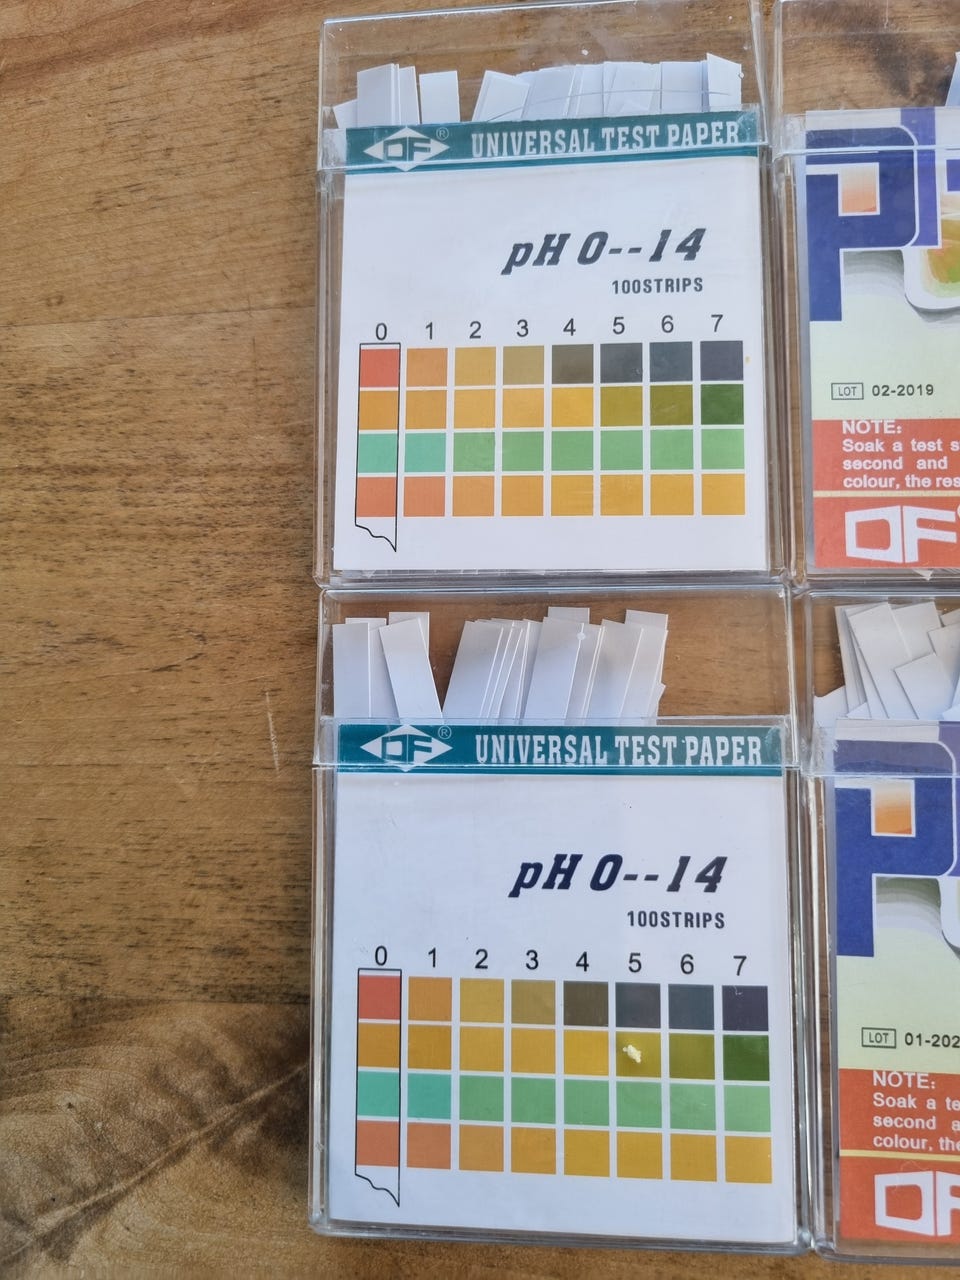 DF® UNIVERSAL TEST PAPER
pH 0--14
100STRIPS
0 1 2 3 4 5 6 7
P
LOT 02-2019
NOTE:
Soak a test s
second and
colour, the res
DF
DF® UNIVERSAL TEST PAPER
pH 0--14
100STRIPS
0 1 2 3 4 5 6 7
P
LOT 01-202
NOTE:
Soak a te
second a
colour, the
DF